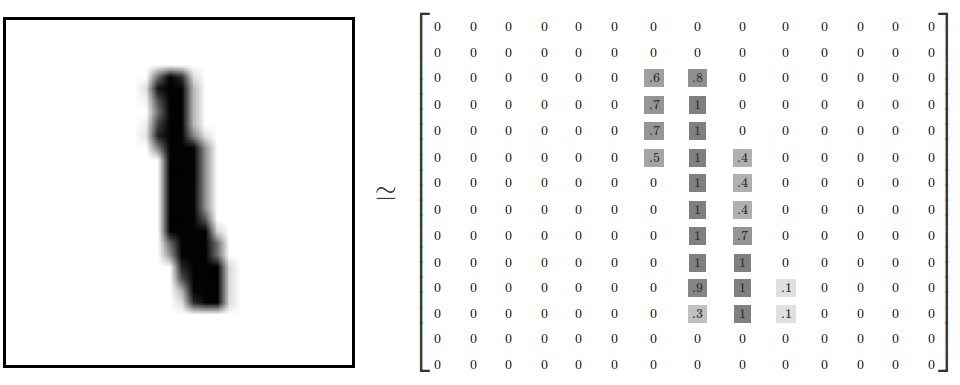 0 0 0 0 0 0 0 0 0 0 0 0 0 0
0 0 0 0 0 0 0 0 0 0 0 0 0 0
0 0 0 0 0 0 .6 .8 0 0 0 0 0 0
0 0 0 0 0 0 .7 1 0 0 0 0 0 0
0 0 0 0 0 0 .7 1 0 0 0 0 0 0
0 0 0 0 0 0 .5 1 .4 0 0 0 0 0
≃ 0 0 0 0 0 0 0 1 .4 0 0 0 0 0
0 0 0 0 0 0 0 1 .4 0 0 0 0 0
0 0 0 0 0 0 0 1 .7 0 0 0 0 0
0 0 0 0 0 0 0 1 1 0 0 0 0 0
0 0 0 0 0 0 0 .9 1 .1 0 0 0 0
0 0 0 0 0 0 0 .3 1 .1 0 0 0 0
0 0 0 0 0 0 0 0 0 0 0 0 0 0
0 0 0 0 0 0 0 0 0 0 0 0 0 0